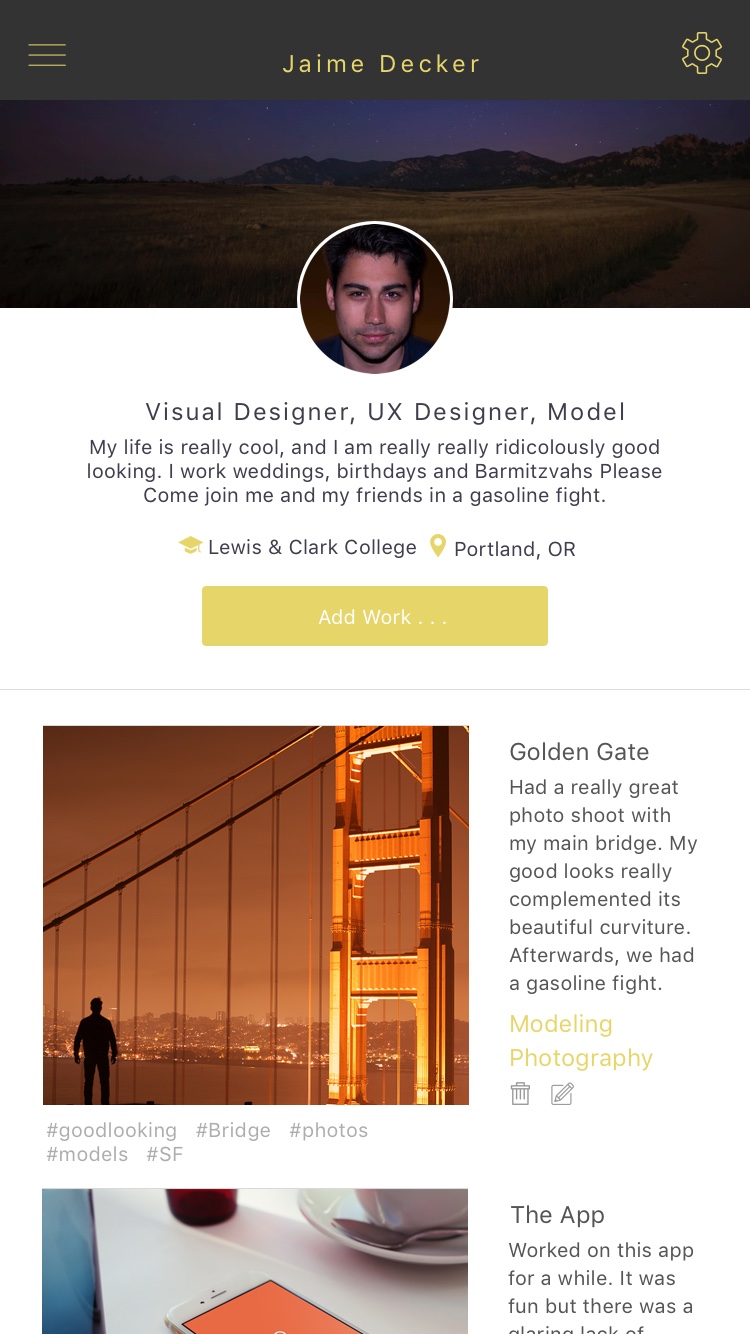 Jaime Decker
Visual Designer, UX Designer, Model
My life is really cool, and I am really really ridicolously good
looking. I work weddings, birthdays and Barmitzvahs Please
Come join me and my friends in a gasoline fight.
Lewis & Clark College
Portland, OR
Add Work . . .
Golden Gate
Had a really great
photo shoot with
my main bridge. My
good looks really
complemented its
beautiful curviture.
Afterwards, we had
a gasoline fight.
Modeling
Photography
#goodlooking #Bridge #photos
#models #SF
The App
Worked on this app
for a while. It was
fun but there was a
glaring lack of